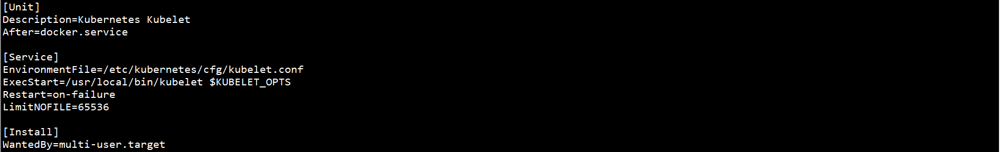 [Unit]
Description=Kubernetes Kubelet
After=docker.service
[Service]
EnvironmentFile=/etc/kubernetes/cfg/kubelet.conf
ExecStart=/usr/local/bin/kubelet $KUBELET_OPTS
Restart=on-failure
LimitNOFILE=65536
[Install]
WantedBy=multi-user.target